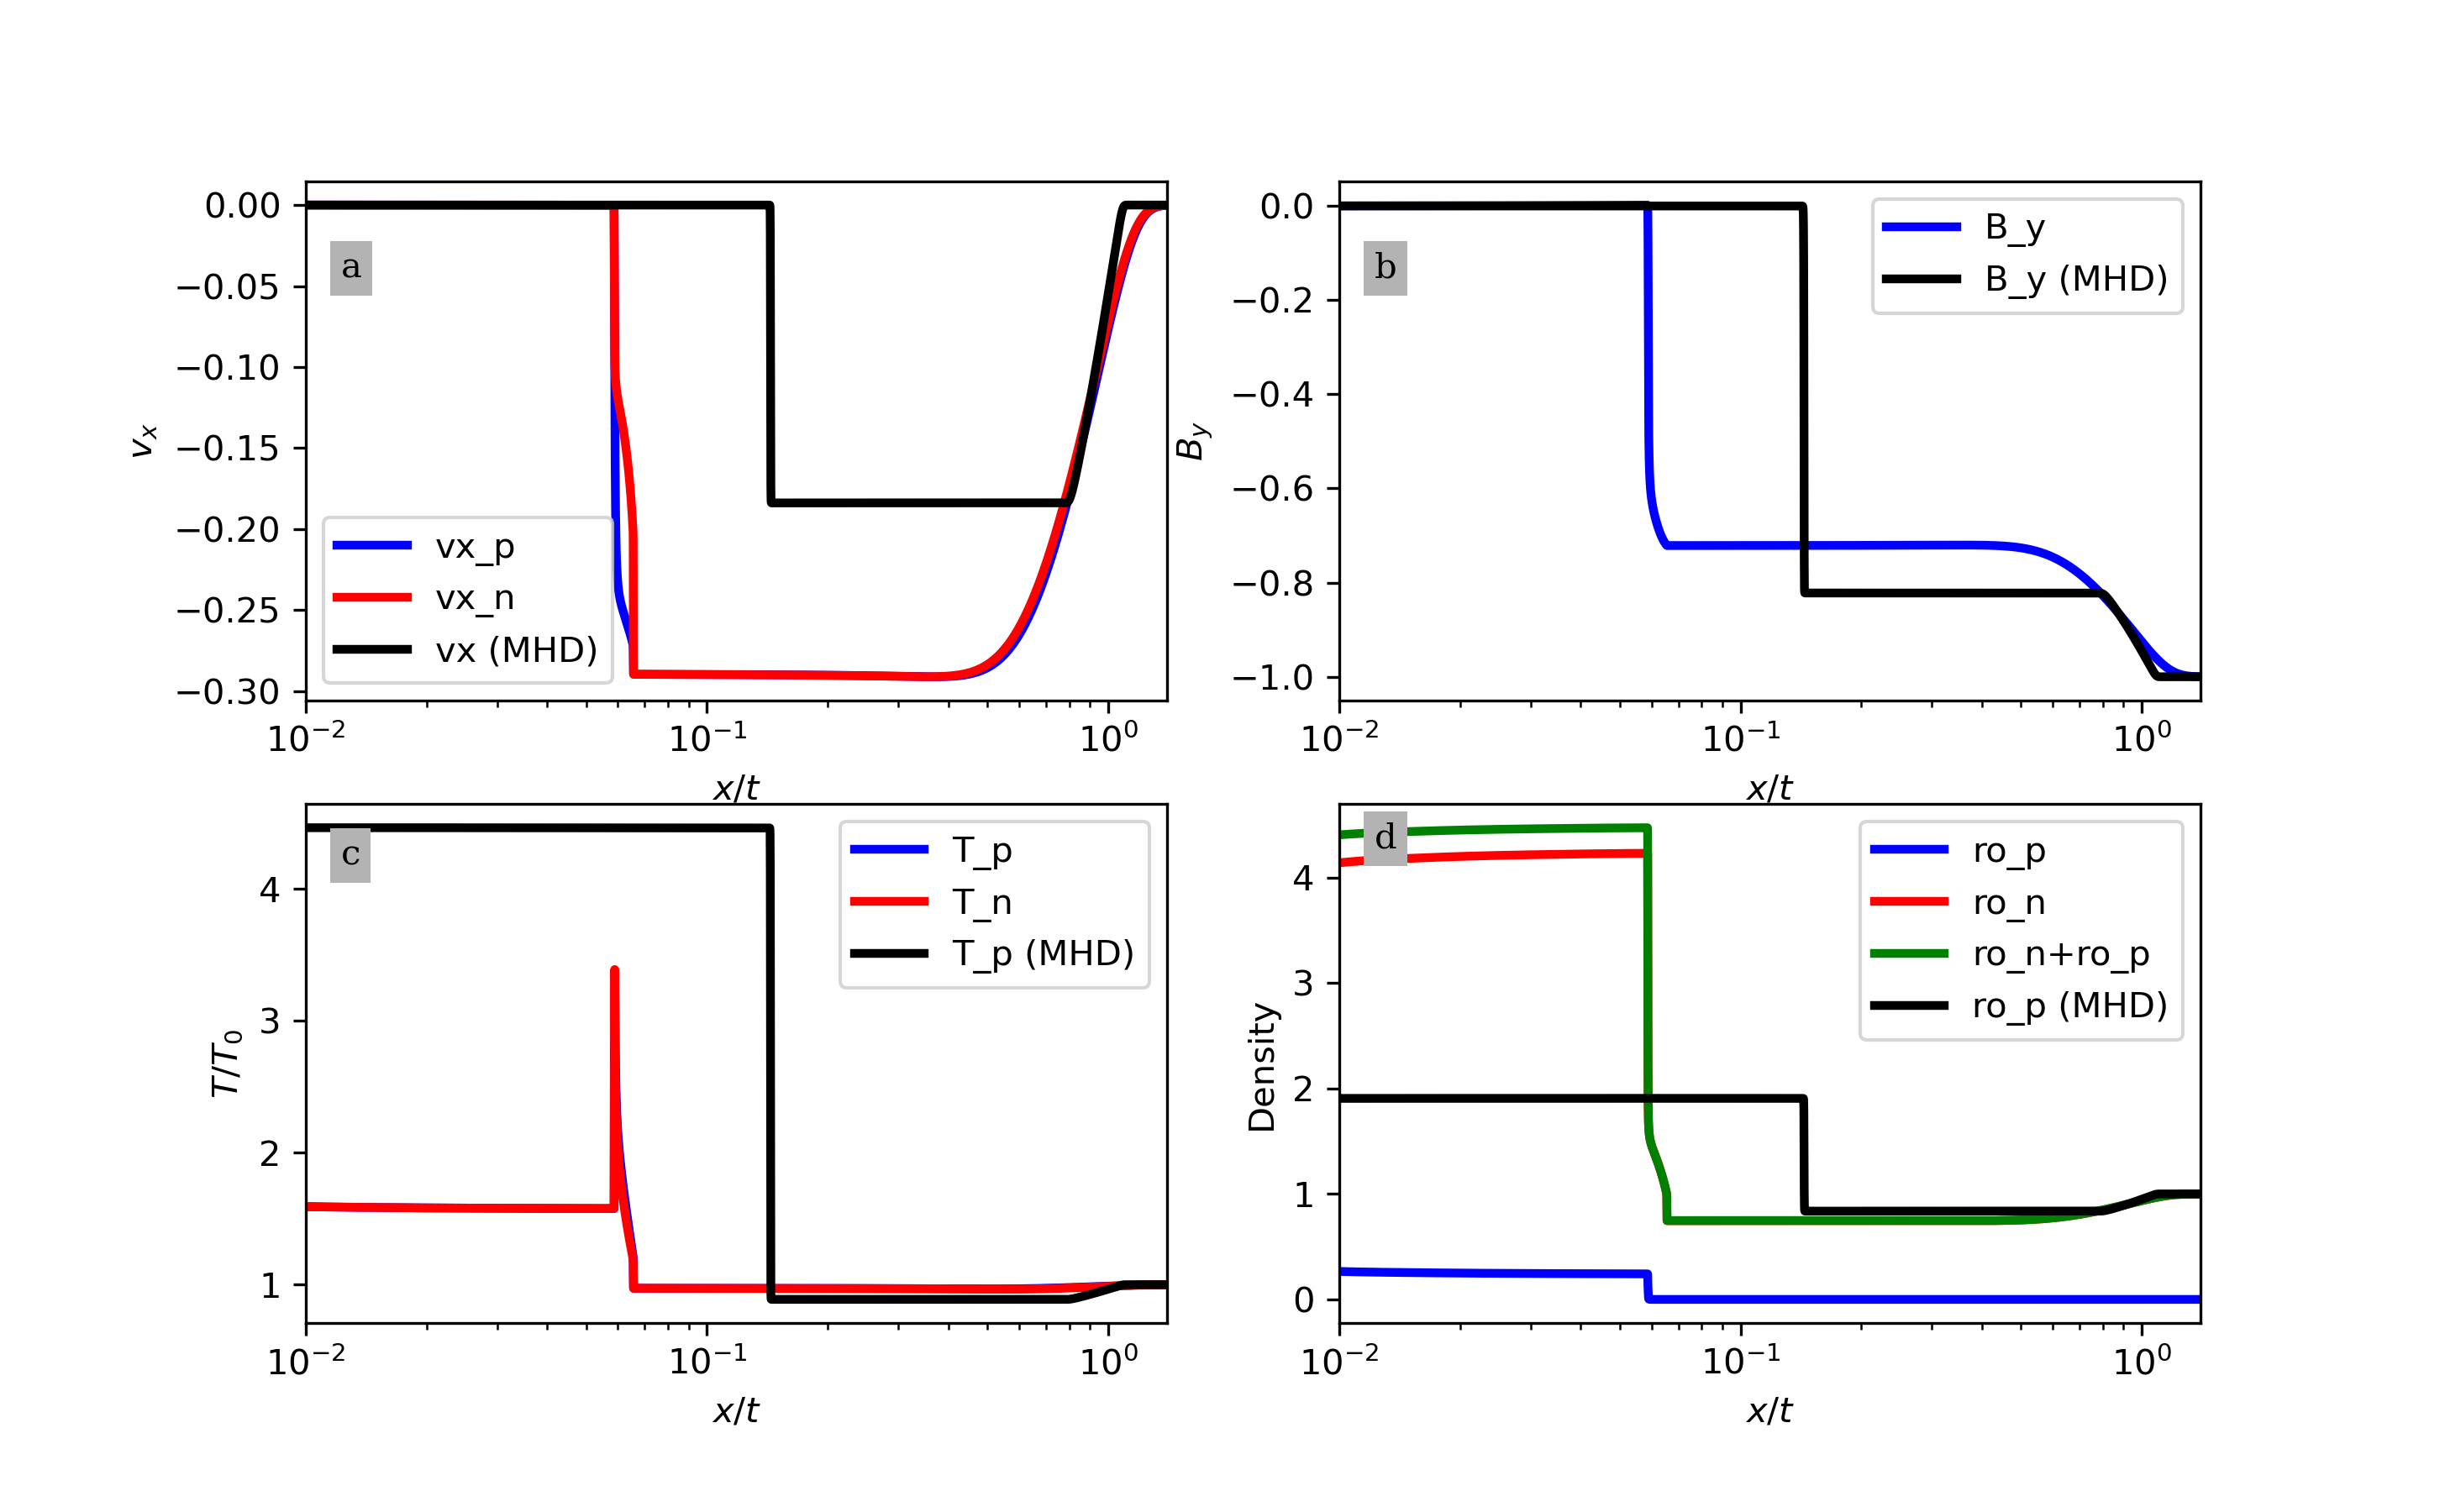 0.00
−0.05
−0.10
−0.15
−0.20
−0.25
−0.30
v_x
a
vx_p
vx_n
vx (MHD)
10^−2 10^−1 10^0
x/t
0.0
−0.2
−0.4
−0.6
−0.8
−1.0
B_y
b
B_y
B_y (MHD)
10^−2 10^−1 10^0
x/t
4
3
2
1
T/T_0
c
T_p
T_n
T_p (MHD)
10^−2 10^−1 10^0
x/t
4
3
2
1
0
Density
d
ro_p
ro_n
ro_n+ro_p
ro_p (MHD)
10^−2 10^−1 10^0
x/t